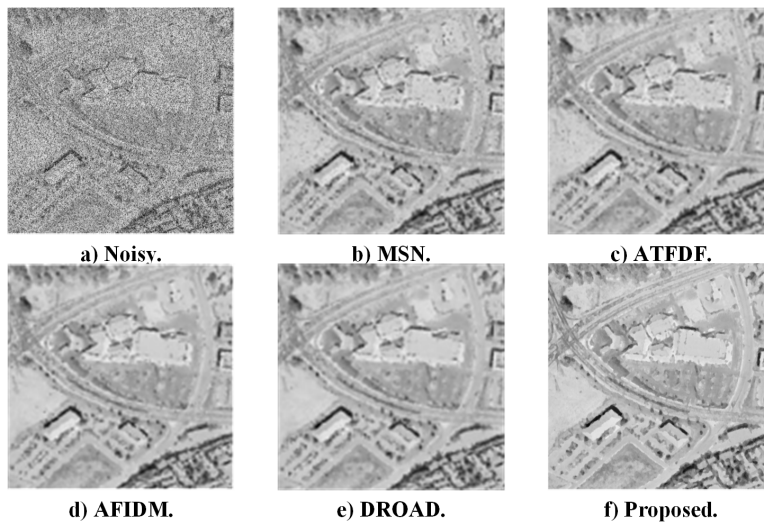 a) Noisy.
b) MSN.
c) ATFDF.
d) AFIDM.
e) DROAD.
f) Proposed.